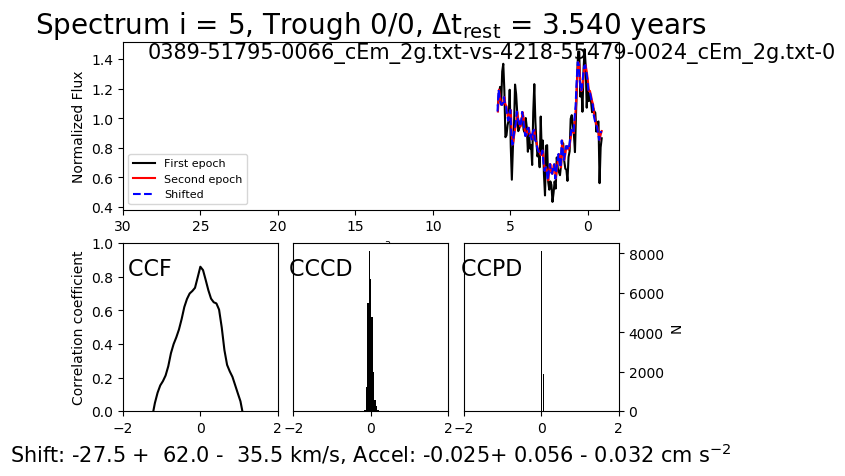 Spectrum i = 5, Trough 0/0, Δt_rest = 3.540 years
0389-51795-0066_cEm_2g.txt-vs-4218-55479-0024_cEm_2g.txt-0
Normalized Flux
1.4
1.2
1.0
0.8
0.6
0.4
First epoch
Second epoch
Shifted
30 25 20 15 10 5 0
Correlation coefficient
1.0
0.8
0.6
0.4
0.2
0.0
CCF
−2 0 2
CCCD
−2 0 2
CCPD
−2 0 2
8000
6000
4000
2000
0
N
Shift: -27.5 + 62.0 - 35.5 km/s, Accel: -0.025+ 0.056 - 0.032 cm s⁻²